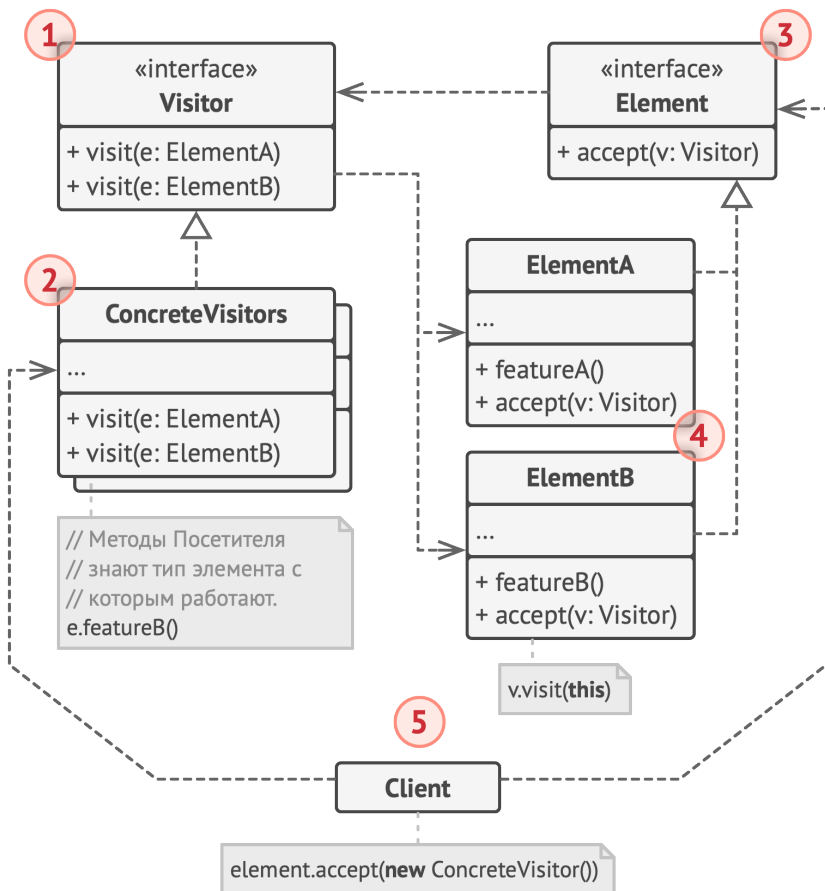 1
«interface»
Visitor
+ visit(e: ElementA)
+ visit(e: ElementB)
3
«interface»
Element
+ accept(v: Visitor)
2
ConcreteVisitors
...
+ visit(e: ElementA)
+ visit(e: ElementB)
// Методы Посетителя
// знают тип элемента с
// которым работают.
e.featureB()
ElementA
...
+ featureA()
+ accept(v: Visitor)
4
ElementB
...
+ featureB()
+ accept(v: Visitor)
v.visit(this)
5
Client
element.accept(new ConcreteVisitor())